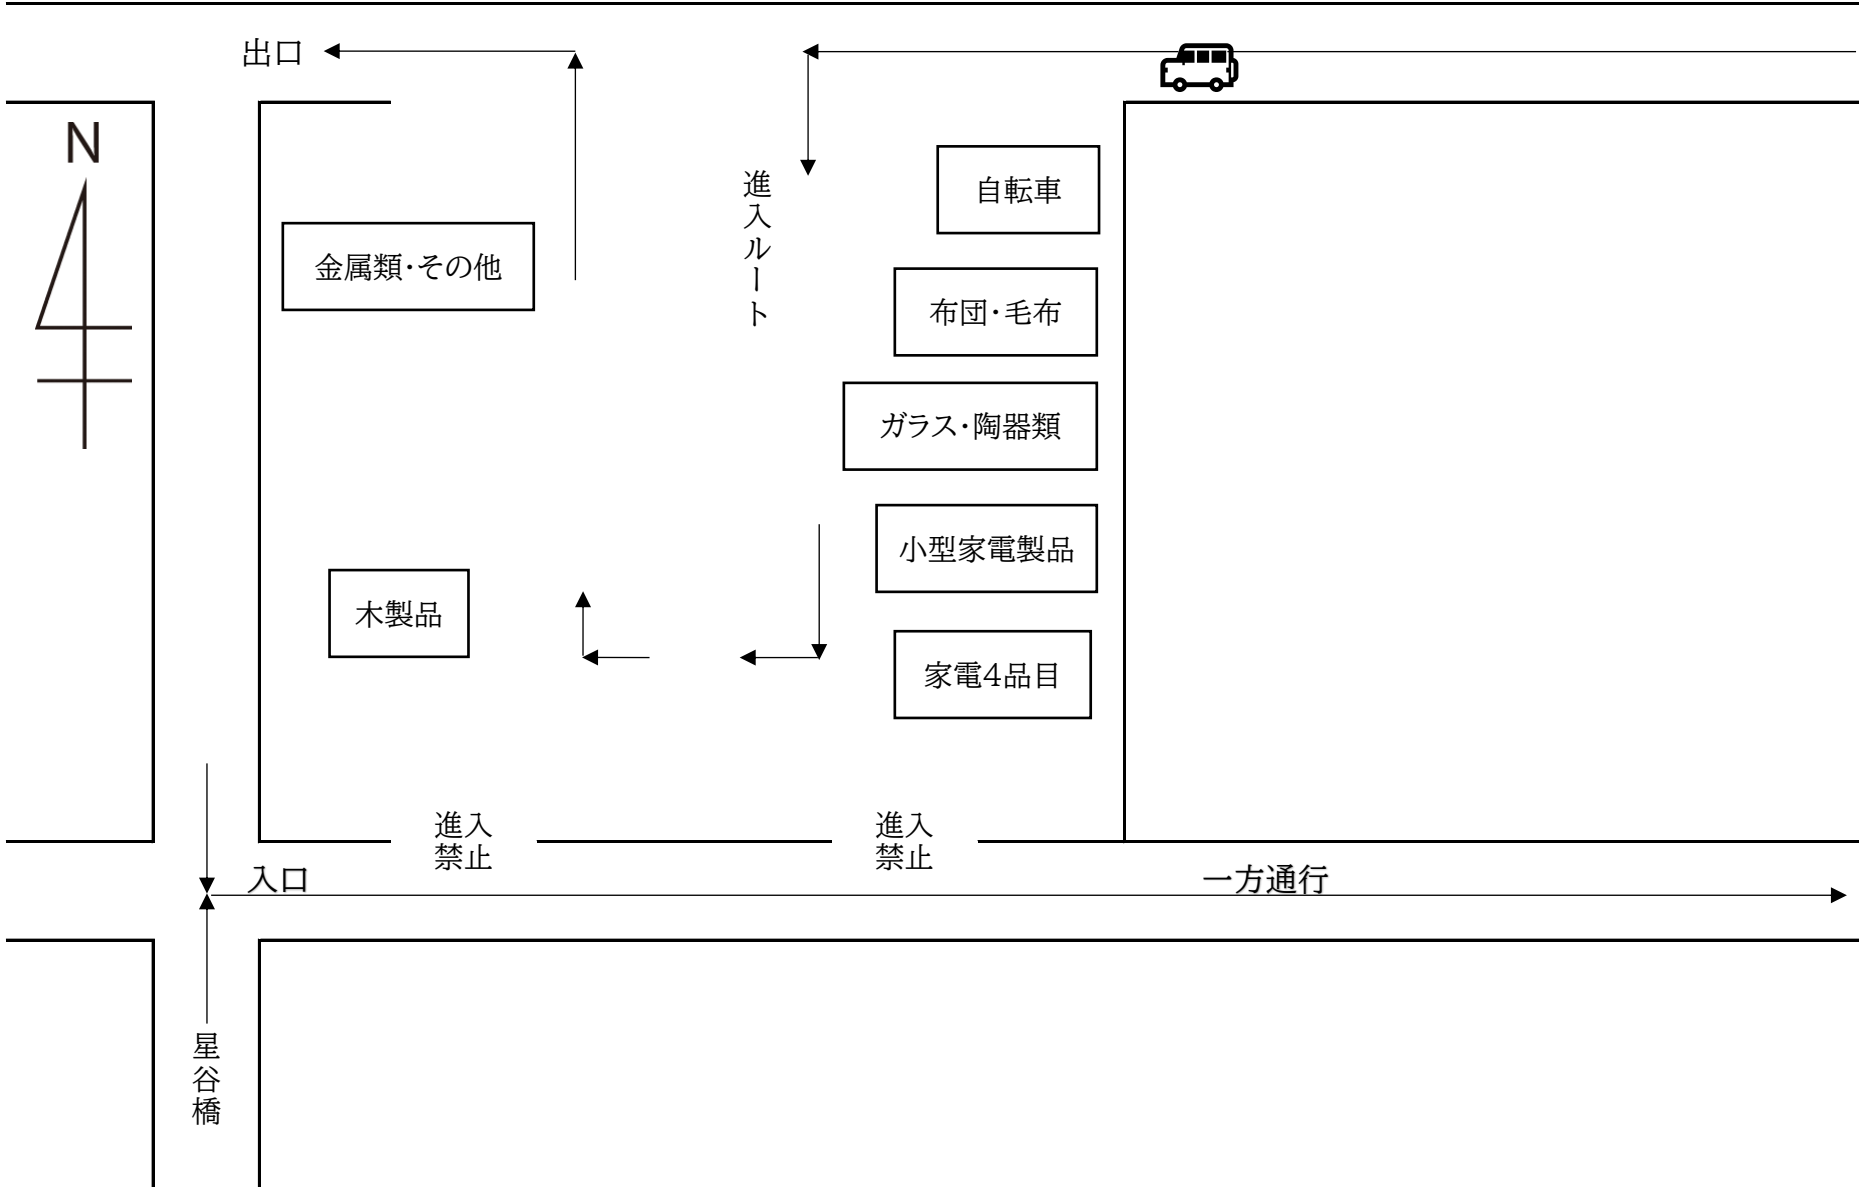 出口
N
進入ルート
自転車
金属類・その他
布団・毛布
ガラス・陶器類
小型家電製品
木製品
家電4品目
進入
禁止
進入
禁止
入口
一方通行
星谷橋